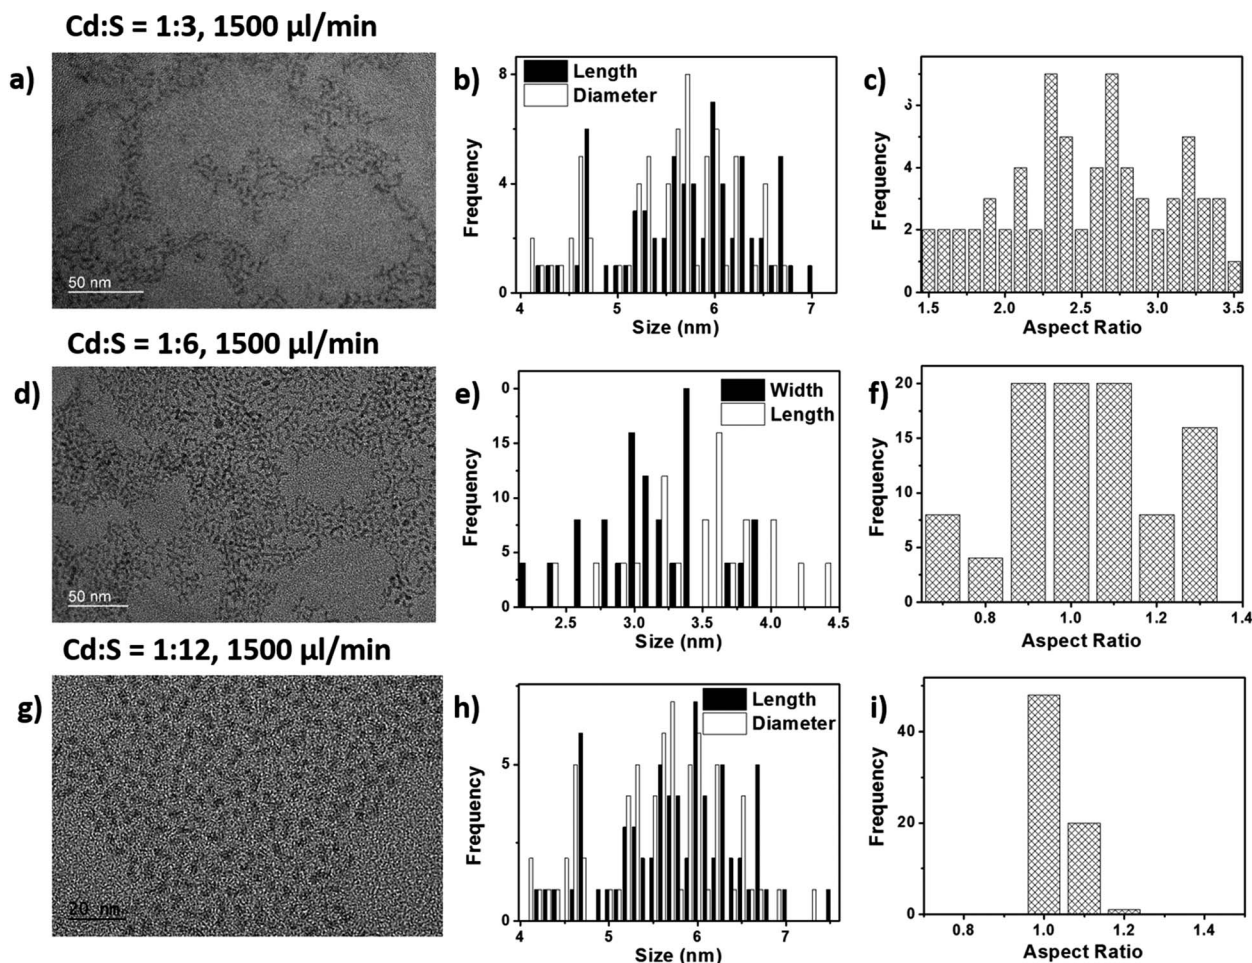 Cd:S = 1:3, 1500 µl/min
a)
50 nm
b)
Length
Diameter
Frequency
8
4
0
4
5
6
7
Size (nm)
c)
Frequency
6
4
2
0
1.5
2.0
2.5
3.0
3.5
Aspect Ratio
Cd:S = 1:6, 1500 µl/min
d)
50 nm
e)
Width
Length
Frequency
0
15
10
5
0
2.5
3.0
3.5
4.0
4.5
Size (nm)
f)
Frequency
20
15
10
5
0
0.8
1.0
1.2
1.4
Aspect Ratio
Cd:S = 1:12, 1500 µl/min
g)
20 nm
h)
Length
Diameter
Frequency
5
0
4
5
6
7
Size (nm)
i)
Frequency
40
20
0
0.8
1.0
1.2
1.4
Aspect Ratio